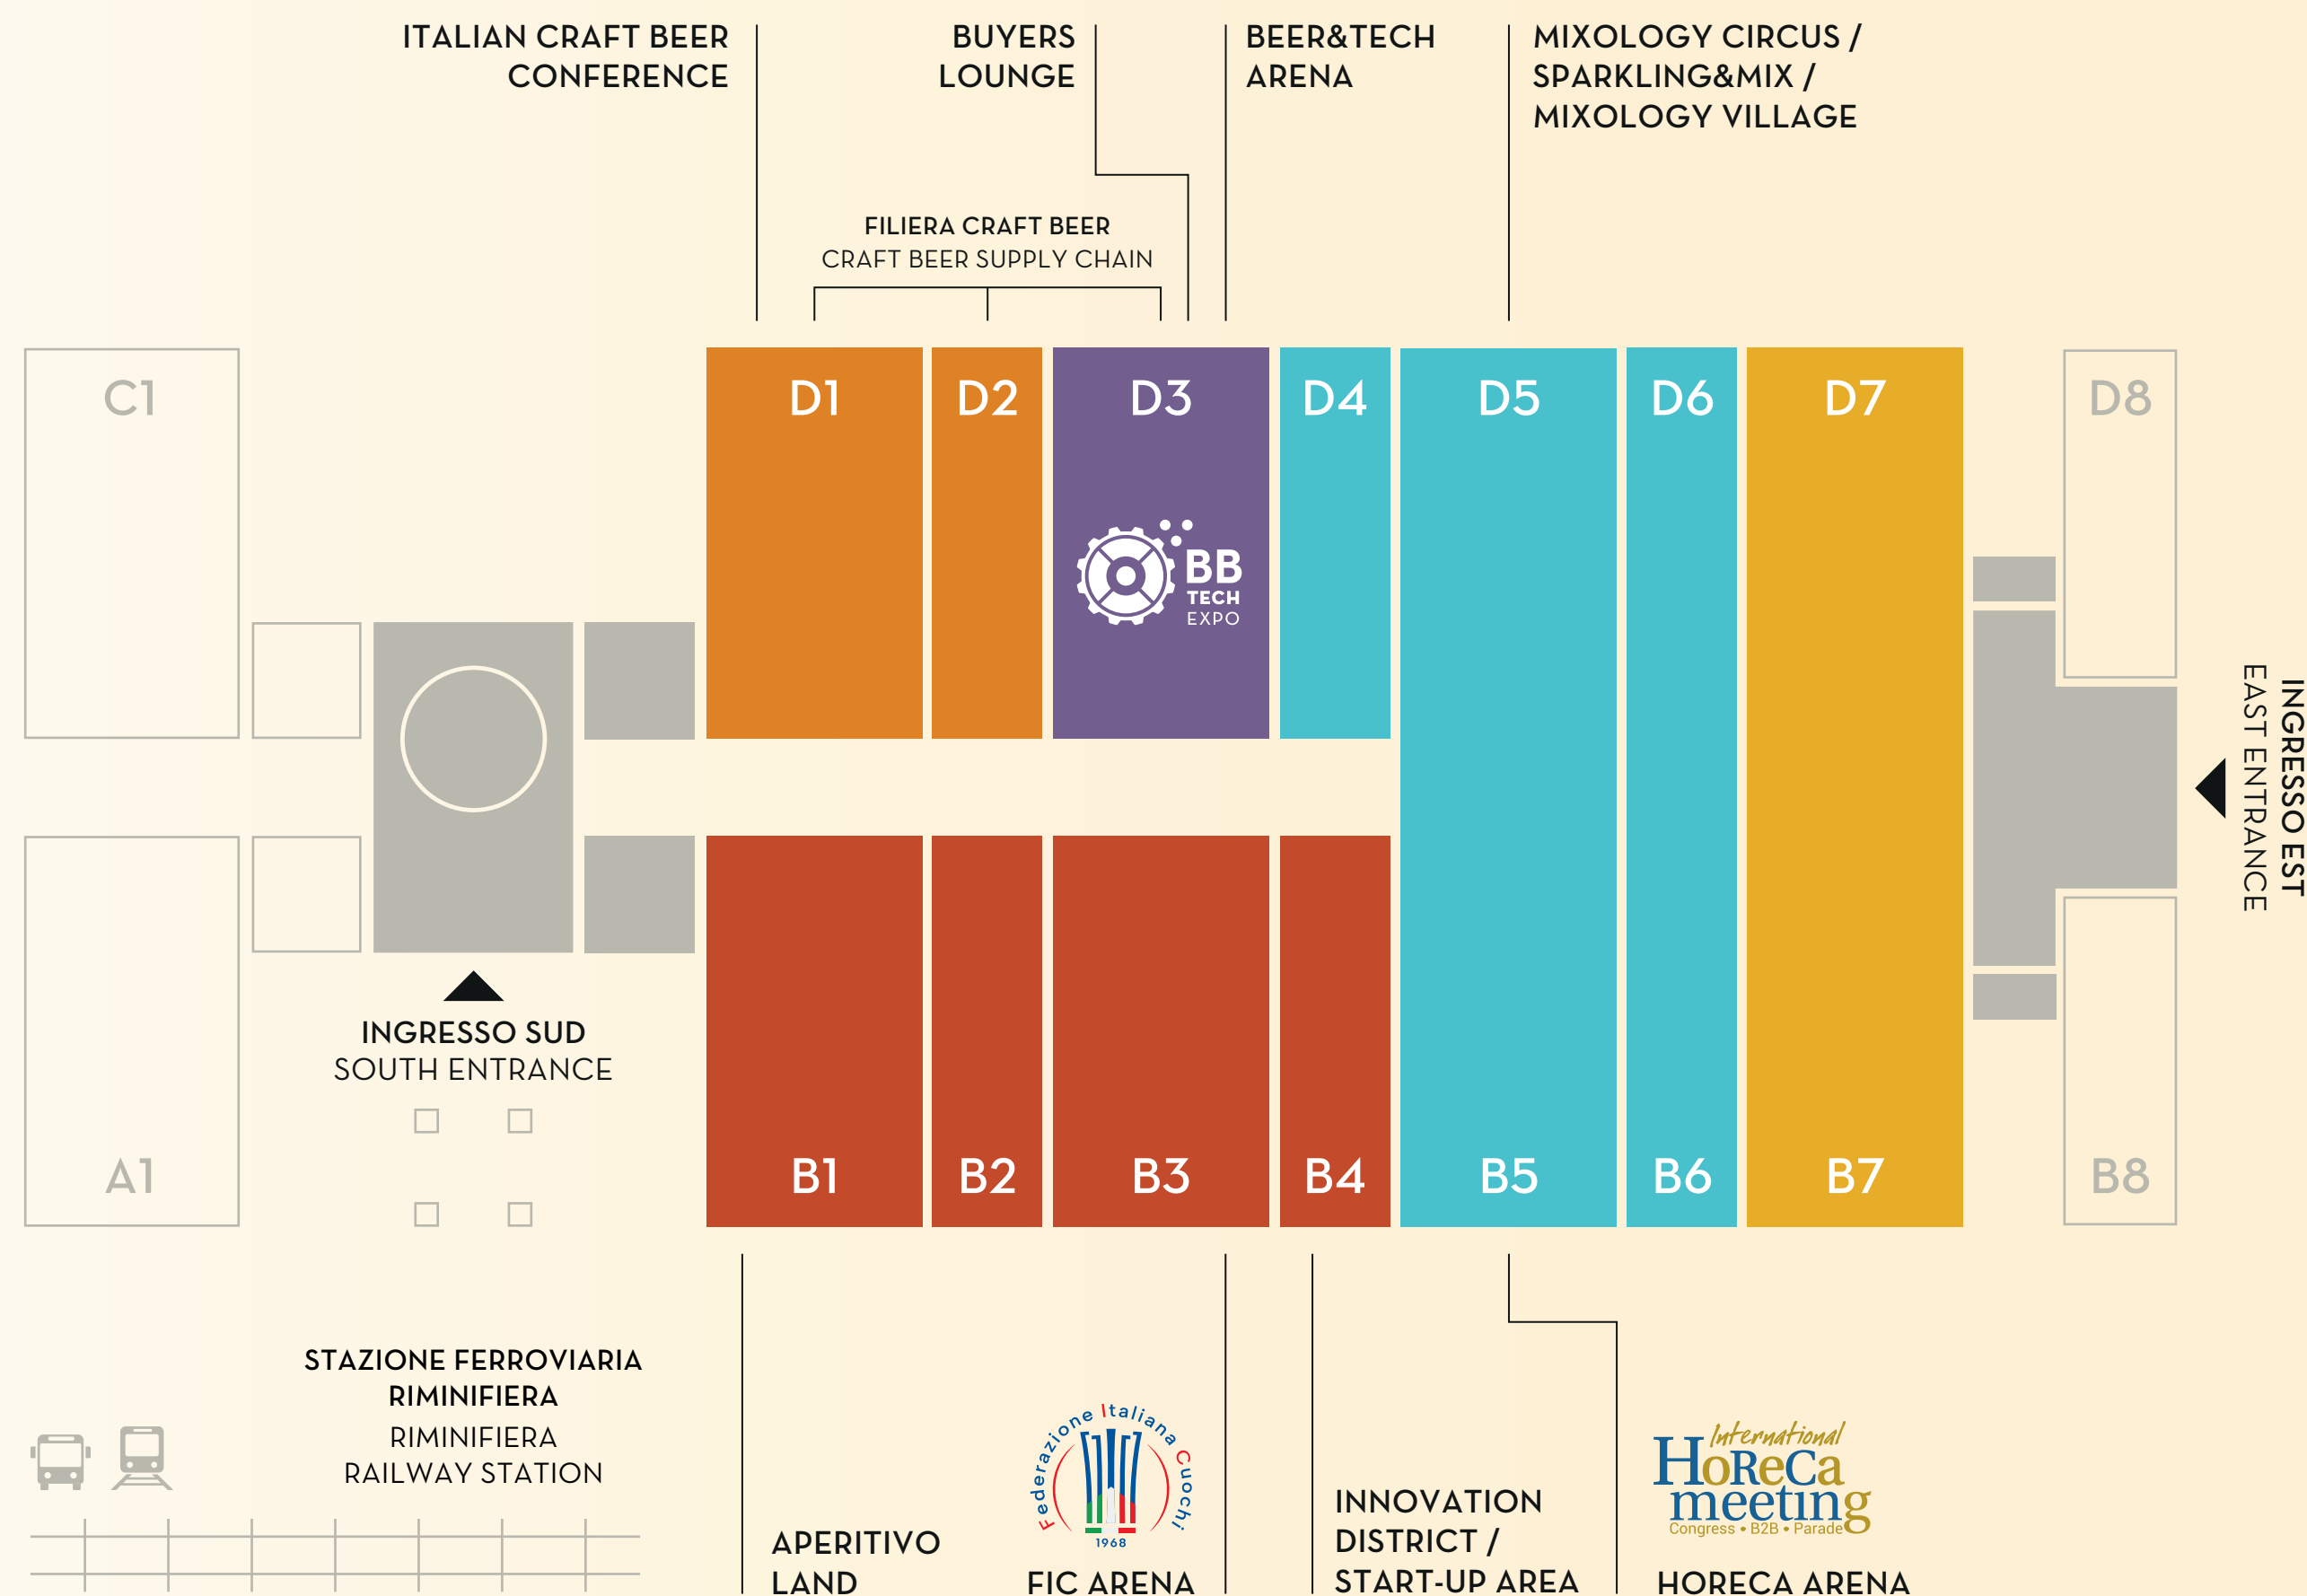 ITALIAN CRAFT BEER
CONFERENCE
BUYERS
LOUNGE
BEER&TECH
ARENA
MIXOLOGY CIRCUS /
SPARKLING&MIX /
MIXOLOGY VILLAGE
FILIERA CRAFT BEER
CRAFT BEER SUPPLY CHAIN
C1
D1
D2
D3
D4
D5
D6
D7
D8
BB
TECH
EXPO
INGRESSO EST
EAST ENTRANCE
INGRESSO SUD
SOUTH ENTRANCE
A1
B1
B2
B3
B4
B5
B6
B7
B8
STAZIONE FERROVIARIA
RIMINIFIERA
RIMINIFIERA
RAILWAY STATION
APERITIVO
LAND
Federazione Italiana Cuochi
1968
FIC ARENA
INNOVATION
DISTRICT /
START-UP AREA
International
HoReCa
meeting
Congress • B2B • Parade
HORECA ARENA